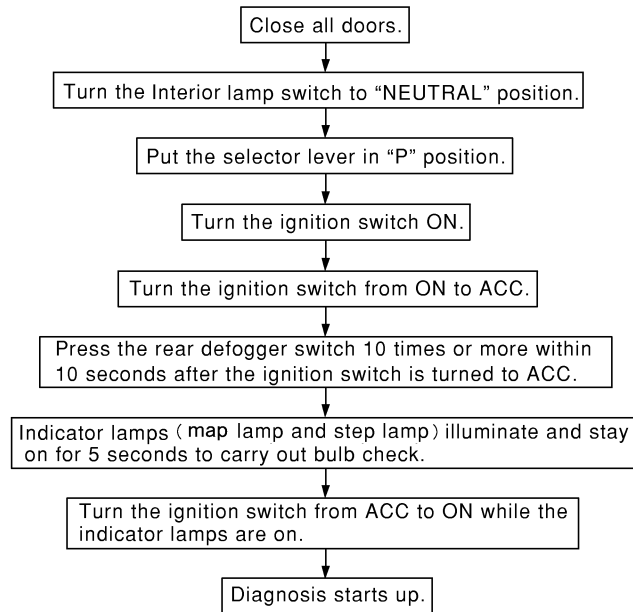 Close all doors.
Turn the Interior lamp switch to “NEUTRAL” position.
Put the selector lever in “P” position.
Turn the ignition switch ON.
Turn the ignition switch from ON to ACC.
Press the rear defogger switch 10 times or more within
10 seconds after the ignition switch is turned to ACC.
Indicator lamps (map lamp and step lamp) illuminate and stay
on for 5 seconds to carry out bulb check.
Turn the ignition switch from ACC to ON while the
indicator lamps are on.
Diagnosis starts up.